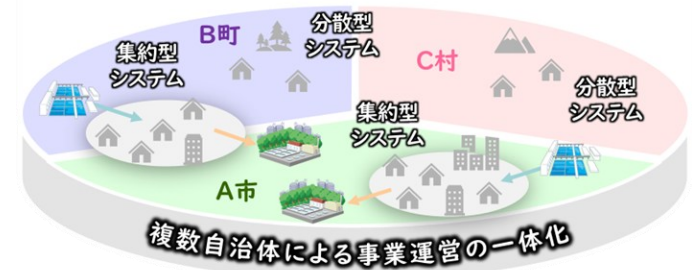 B町
分散型
システム
集約型
システム
C村
分散型
システム
集約型
システム
A市
複数自治体による事業運営の一体化